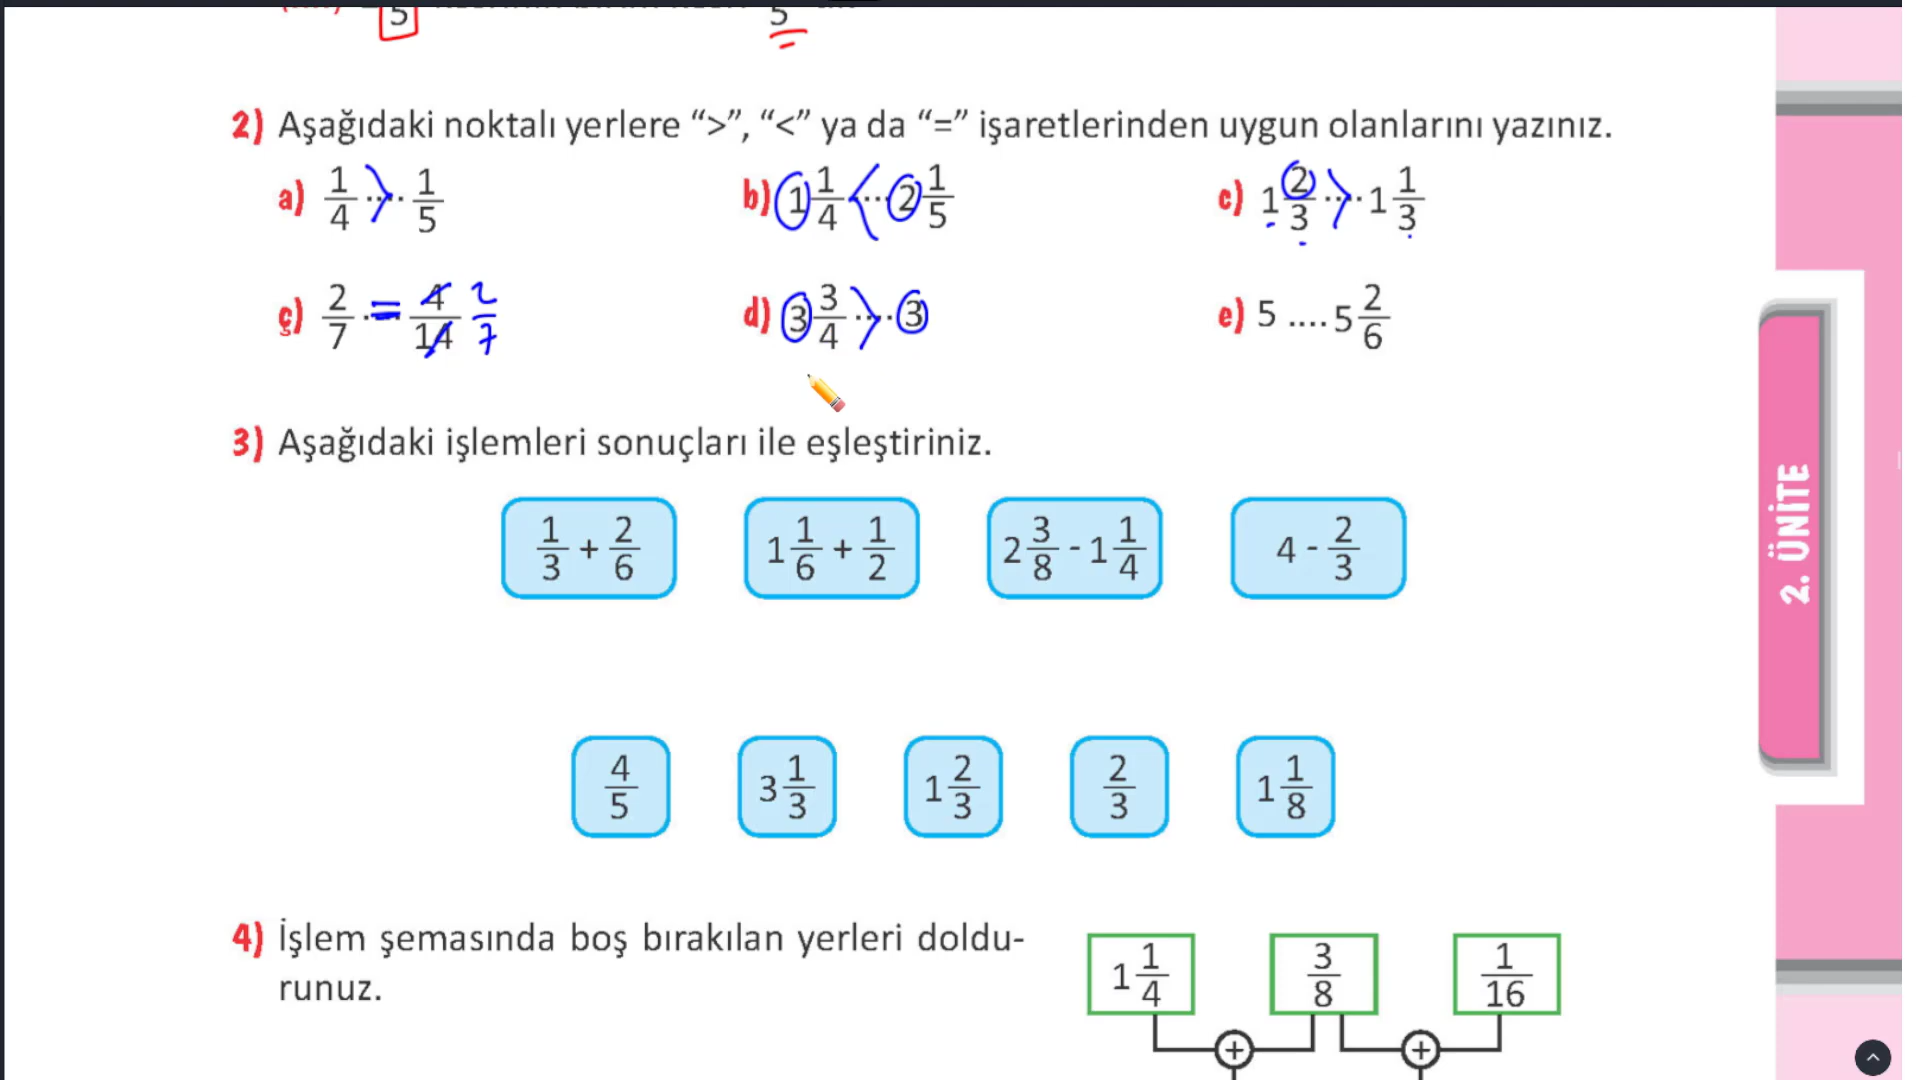 5 5
2) Aşağıdaki noktalı yerlere “>”, “<” ya da “=” işaretlerinden uygun olanlarını yazınız.
a) 1/4 > 1/5 b) 1 1/4 < 2 1/5 c) 1 2/3 > 1 1/3
ç) 2/7 = 4/14 2/7 d) 3 3/4 > 3 e) 5 .... 5 2/6
3) Aşağıdaki işlemleri sonuçları ile eşleştiriniz.
1/3 + 2/6 1 1/6 + 1/2 2 3/8 - 1 1/4 4 - 2/3
4/5 3 1/3 1 2/3 2/3 1 1/8
4) İşlem şemasında boş bırakılan yerleri doldu-
runuz.
1 1/4 3/8 1/16
+ +
2. ÜNİTE